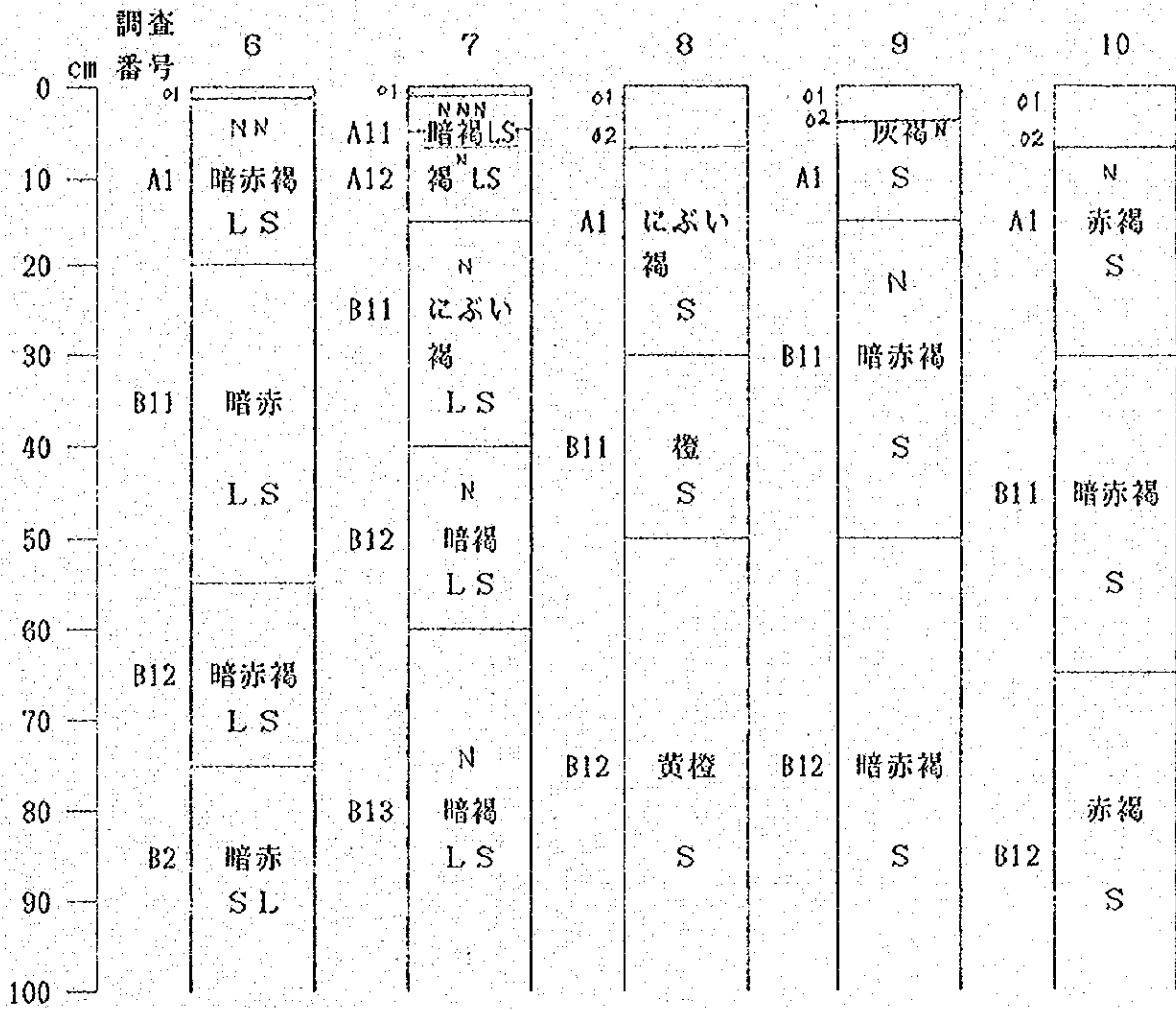 調査
番号
cm
6
7
8
9
10
0
10
20
30
40
50
60
70
80
90
100
01
NN
A1
暗赤褐
LS
B11
暗赤
LS
B12
暗赤褐
LS
B2
暗赤
SL
01
NNN
A11
暗褐LS
N
A12
褐 LS
N
B11
にぶい
褐
LS
N
B12
暗褐
LS
N
B13
暗褐
LS
01
02
A1
にぶい
褐
S
B11
橙
S
B12
黄橙
S
01
02
灰褐N
A1
S
N
B11
暗赤褐
S
B12
暗赤褐
S
01
02
N
A1
赤褐
S
B11
暗赤褐
S
赤褐
B12
S